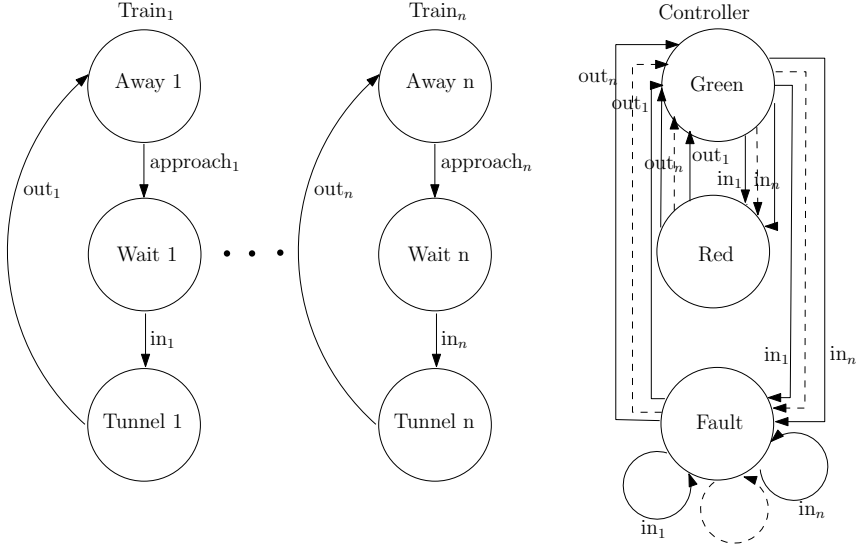 Train₁
Away 1
approach₁
out₁
Wait 1
in₁
Tunnel 1
Trainₙ
Away n
approachₙ
outₙ
Wait n
inₙ
Tunnel n
Controller
Green
outₙ
out₁
outₙ
out₁
in₁
inₙ
Red
in₁
inₙ
Fault
in₁
inₙ